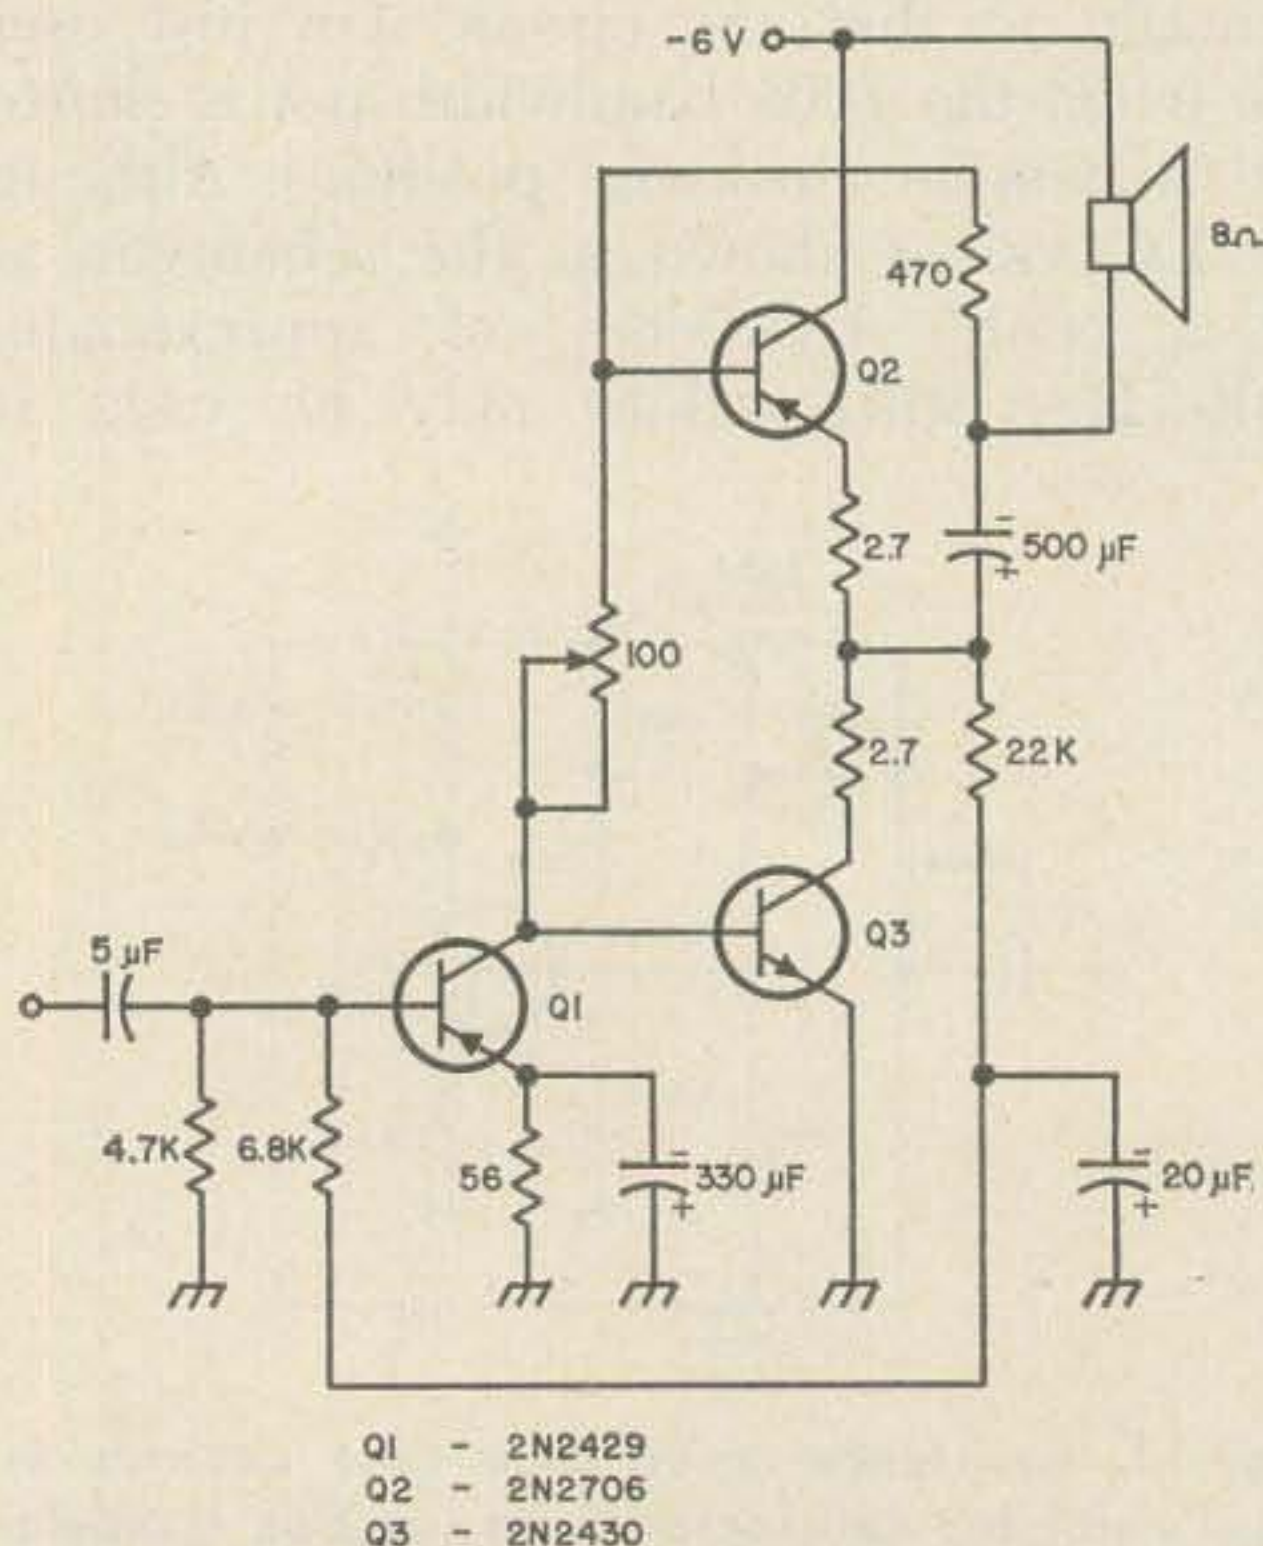 -6 V
8Ω
470
Q2
2.7
-
500 µF
+
100
2.7
22K
5 µF
Q3
Q1
4.7K
6.8K
56
-
330 µF
+
-
20 µF
+
Q1 - 2N2429
Q2 - 2N2706
Q3 - 2N2430